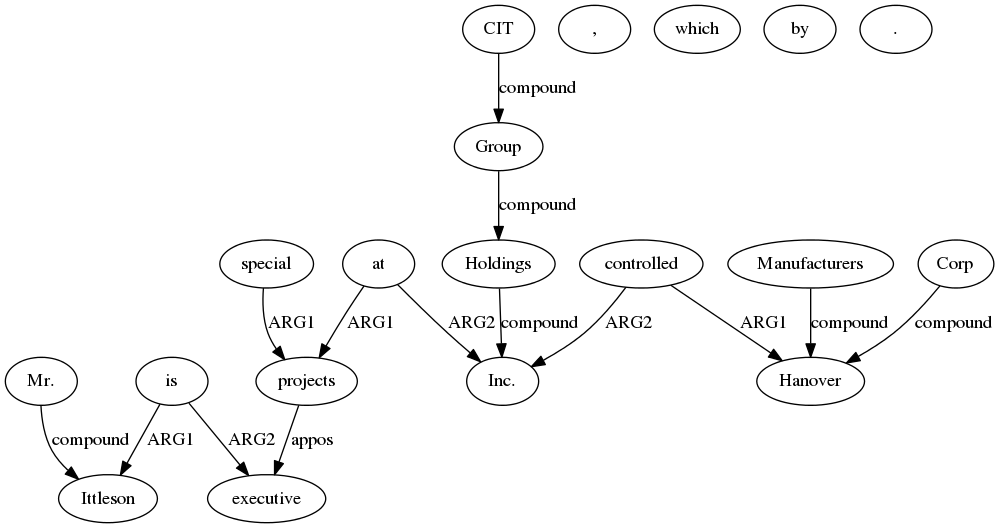 CIT , which by .
compound
Group
compound
special at Holdings controlled Manufacturers Corp
ARG1 ARG1 ARG2 compound ARG2 ARG1 compound compound
Mr. is projects Inc. Hanover
compound ARG1 ARG2 appos
Ittleson executive